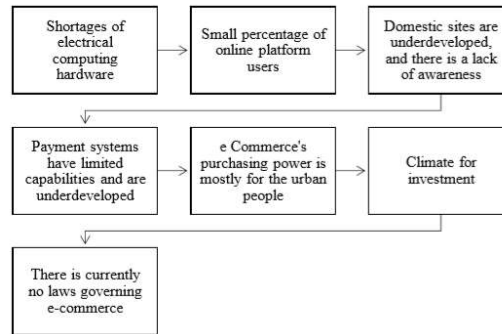 Shortages of
electrical
computing
hardware
Small percentage of
online platform
users
Domestic sites are
underdeveloped,
and there is a lack
of awareness
Payment systems
have limited
capabilities and are
underdeveloped
e Commerce's
purchasing power is
mostly for the urban
people
Climate for
investment
There is currently
no laws governing
e-commerce